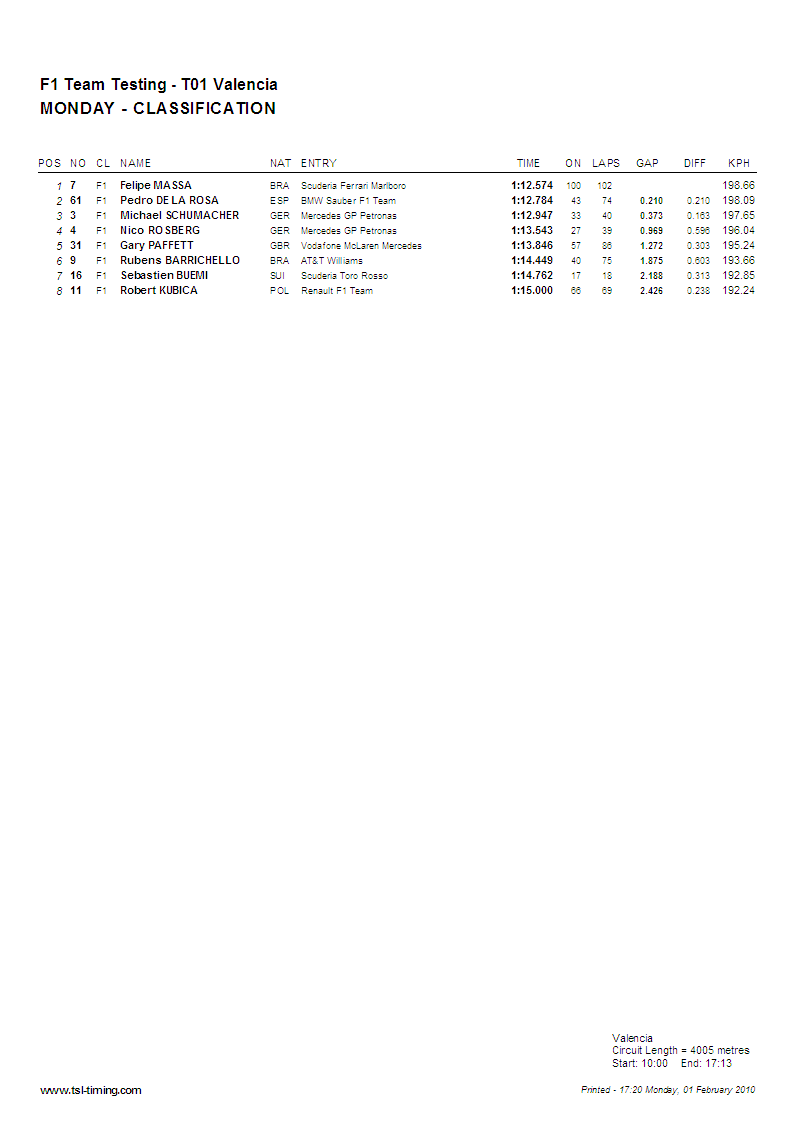 F1 Team Testing - T01 Valencia
MONDAY - CLASSIFICATION
POS NO CL NAME NAT ENTRY TIME ON LAPS GAP DIFF KPH
1 7 F1 Felipe MASSA BRA Scuderia Ferrari Marlboro 1:12.574 100 102 198.66
2 61 F1 Pedro DE LA ROSA ESP BMW Sauber F1 Team 1:12.784 43 74 0.210 0.210 198.09
3 3 F1 Michael SCHUMACHER GER Mercedes GP Petronas 1:12.947 33 40 0.373 0.163 197.65
4 4 F1 Nico ROSBERG GER Mercedes GP Petronas 1:13.543 27 39 0.969 0.596 196.04
5 31 F1 Gary PAFFETT GBR Vodafone McLaren Mercedes 1:13.846 57 86 1.272 0.303 195.24
6 9 F1 Rubens BARRICHELLO BRA AT&T Williams 1:14.449 40 75 1.875 0.603 193.66
7 16 F1 Sebastien BUEMI SUI Scuderia Toro Rosso 1:14.762 17 18 2.188 0.313 192.85
8 11 F1 Robert KUBICA POL Renault F1 Team 1:15.000 66 69 2.426 0.238 192.24
Valencia
Circuit Length = 4005 metres
Start: 10:00 End: 17:13
www.tsl-timing.com Printed - 17:20 Monday, 01 February 2010